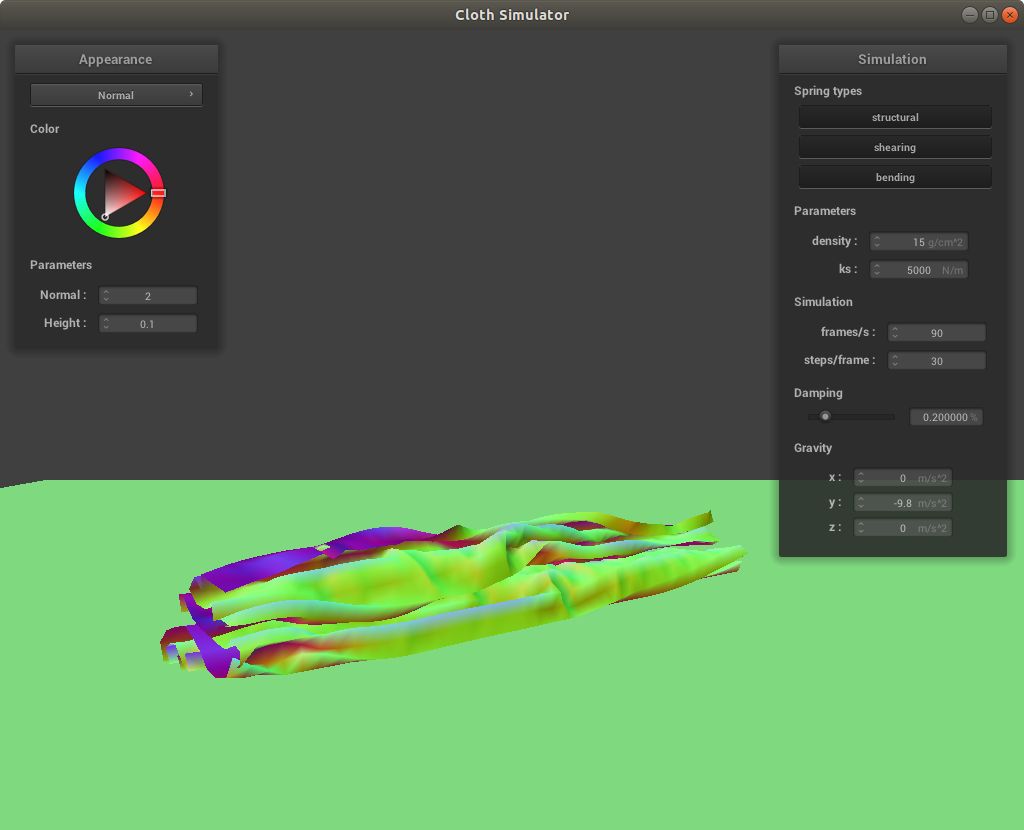 Cloth Simulator
Appearance
Normal
Color
Parameters
Normal :
2
Height :
0.1
Simulation
Spring types
structural
shearing
bending
Parameters
density :
15 g/cm^2
ks :
5000 N/m
Simulation
frames/s :
90
steps/frame :
30
Damping
0.200000 %
Gravity
x :
0 m/s^2
y :
-9.8 m/s^2
z :
0 m/s^2